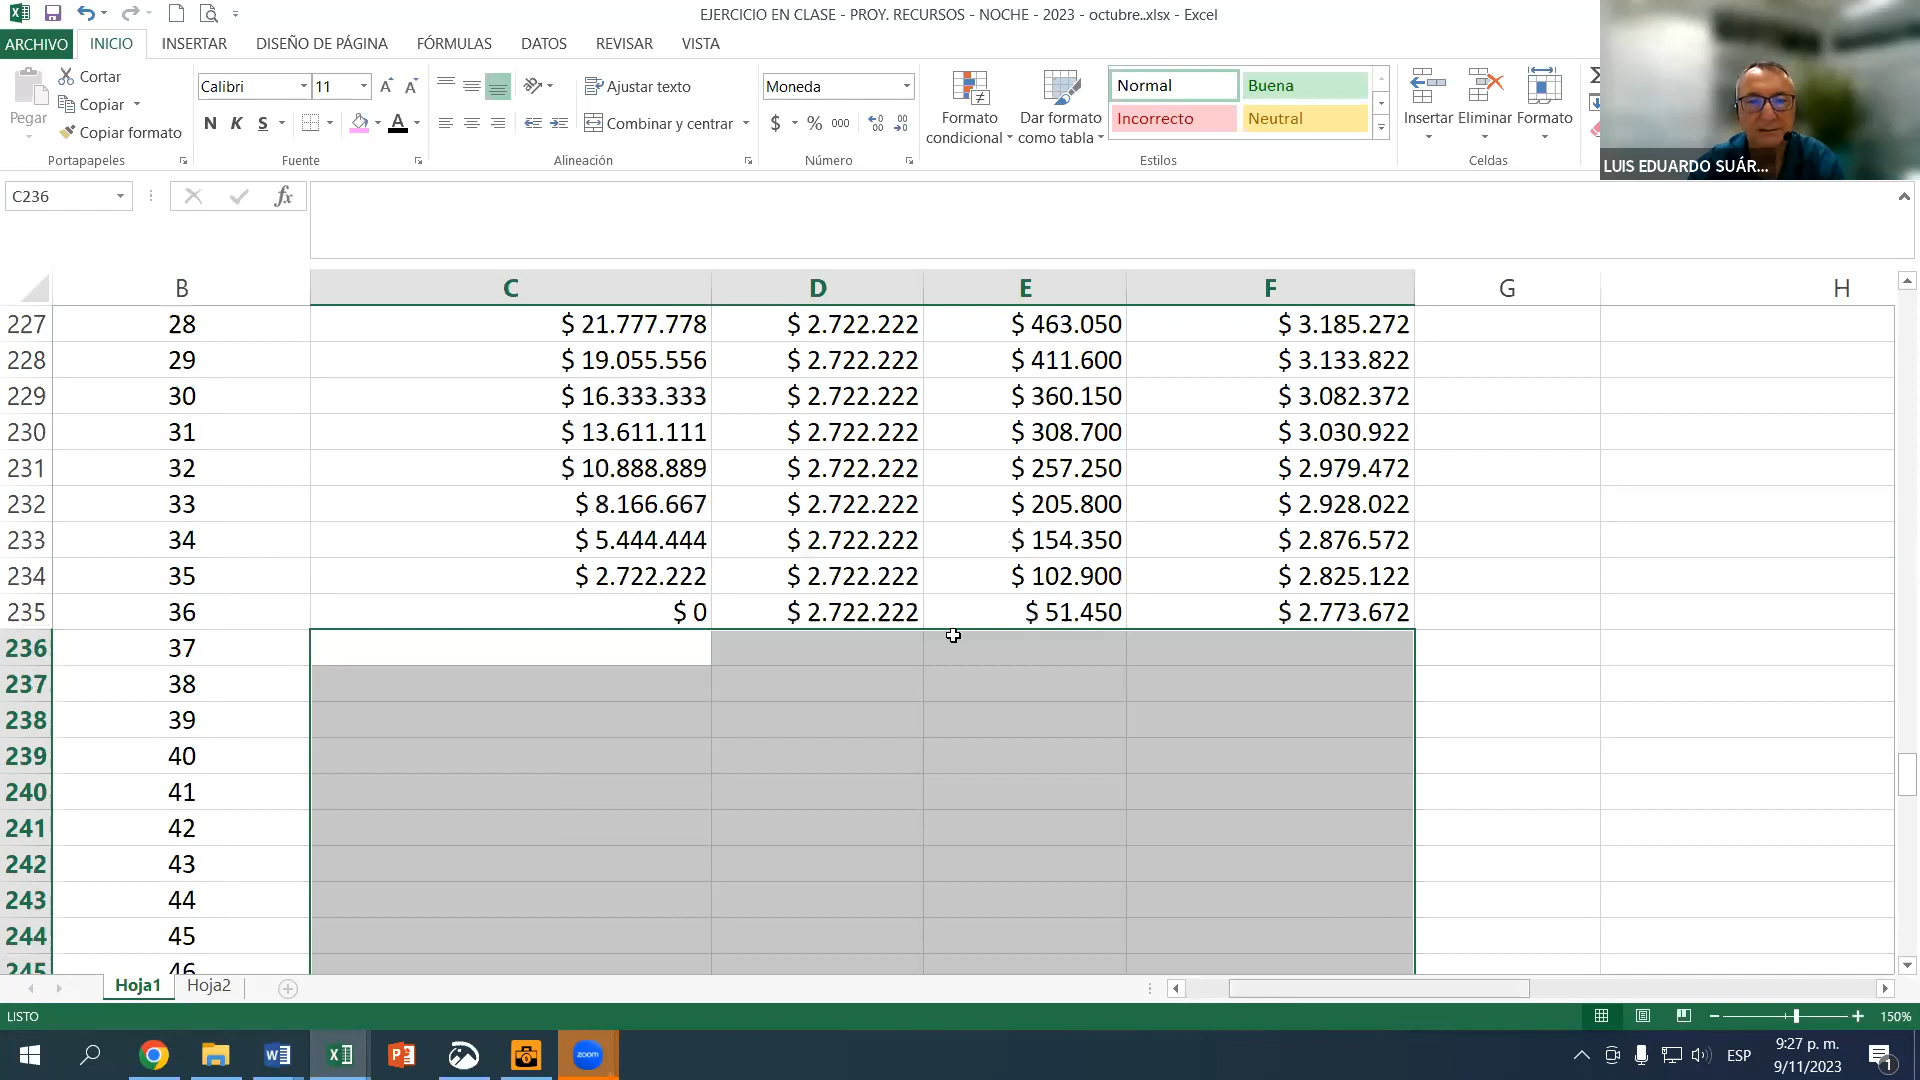 EJERCICIO EN CLASE - PROY. RECURSOS - NOCHE - 2023 - octubre..xlsx - Excel
ARCHIVO INICIO INSERTAR DISEÑO DE PÁGINA FÓRMULAS DATOS REVISAR VISTA
Cortar
Copiar
Copiar formato
Pegar
Portapapeles
Calibri 11
N K S
Fuente
Ajustar texto
Combinar y centrar
Alineación
Moneda
$ % 000
Número
Formato condicional
Dar formato como tabla
Normal Buena
Incorrecto Neutral
Estilos
Insertar Eliminar Formato
Celdas
LUIS EDUARDO SUÁR...
C236
fx
B C D E F G H
227 28 $ 21.777.778 $ 2.722.222 $ 463.050 $ 3.185.272
228 29 $ 19.055.556 $ 2.722.222 $ 411.600 $ 3.133.822
229 30 $ 16.333.333 $ 2.722.222 $ 360.150 $ 3.082.372
230 31 $ 13.611.111 $ 2.722.222 $ 308.700 $ 3.030.922
231 32 $ 10.888.889 $ 2.722.222 $ 257.250 $ 2.979.472
232 33 $ 8.166.667 $ 2.722.222 $ 205.800 $ 2.928.022
233 34 $ 5.444.444 $ 2.722.222 $ 154.350 $ 2.876.572
234 35 $ 2.722.222 $ 2.722.222 $ 102.900 $ 2.825.122
235 36 $ 0 $ 2.722.222 $ 51.450 $ 2.773.672
236 37
237 38
238 39
239 40
240 41
241 42
242 43
243 44
244 45
245 46
Hoja1 Hoja2
LISTO
150%
zoom
ESP
9:27 p. m.
9/11/2023
1